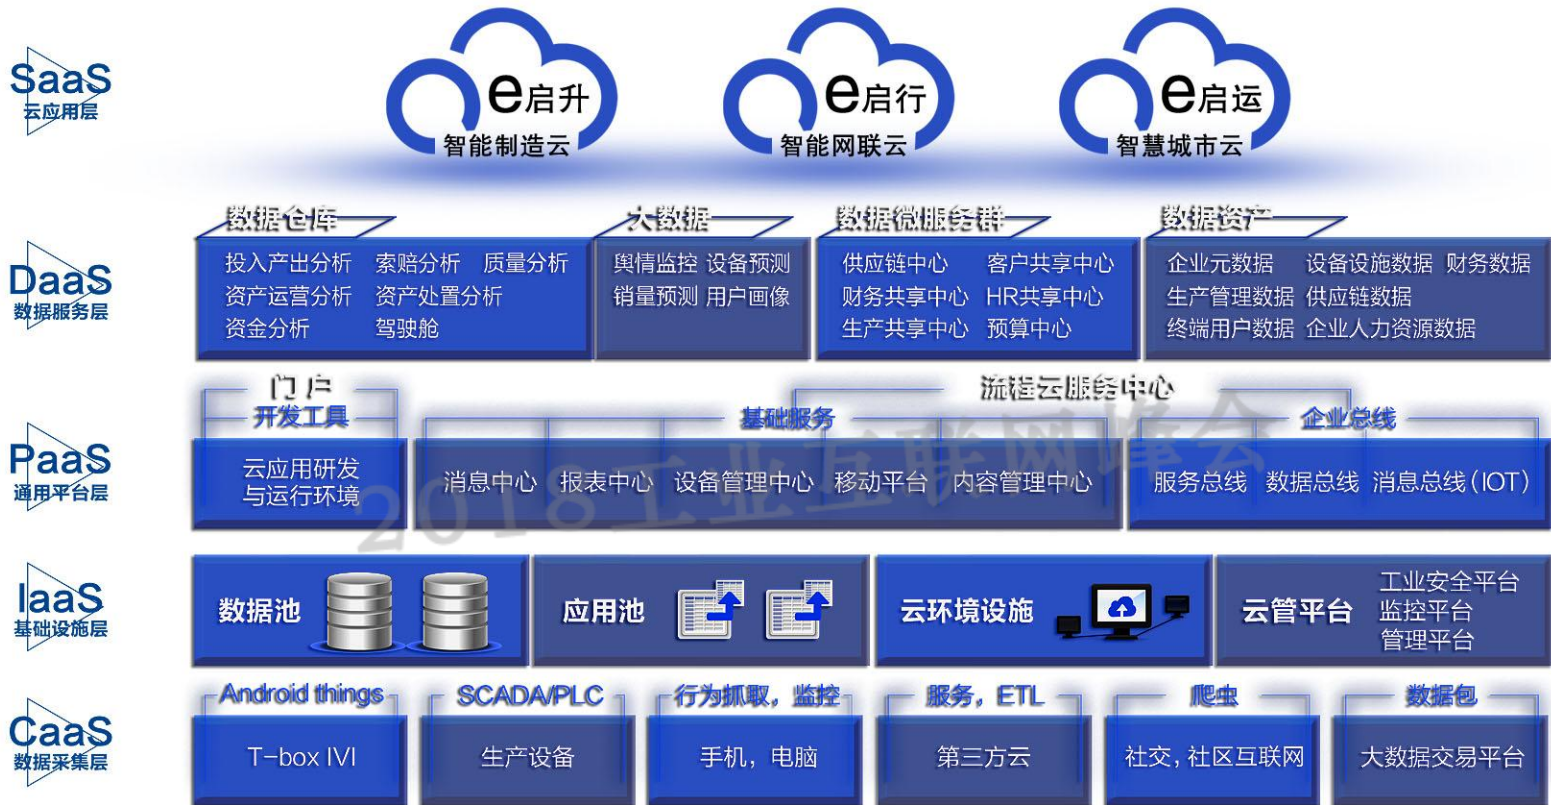 SaaS
云应用层
e启升
智能制造云
e启行
智能网联云
e启运
智慧城市云
DaaS
数据服务层
数据仓库
投入产出分析 索赔分析 质量分析
资产运营分析 资产处置分析
资金分析 驾驶舱
大数据
舆情监控 设备预测
销量预测 用户画像
数据微服务群
供应链中心 客户共享中心
财务共享中心 HR共享中心
生产共享中心 预算中心
数据资产
企业元数据 设备设施数据 财务数据
生产管理数据 供应链数据
终端用户数据 企业人力资源数据
PaaS
通用平台层
门户
流程云服务中心
开发工具
基础服务
企业总线
云应用研发
与运行环境
消息中心 报表中心 设备管理中心 移动平台 内容管理中心
服务总线 数据总线 消息总线(IOT)
2018工业互联网峰会
IaaS
基础设施层
数据池
应用池
云环境设施
云管平台
工业安全平台
监控平台
管理平台
CaaS
数据采集层
Android things
T-box IVI
SCADA/PLC
生产设备
行为抓取，监控
手机，电脑
服务，ETL
第三方云
爬虫
社交，社区互联网
数据包
大数据交易平台